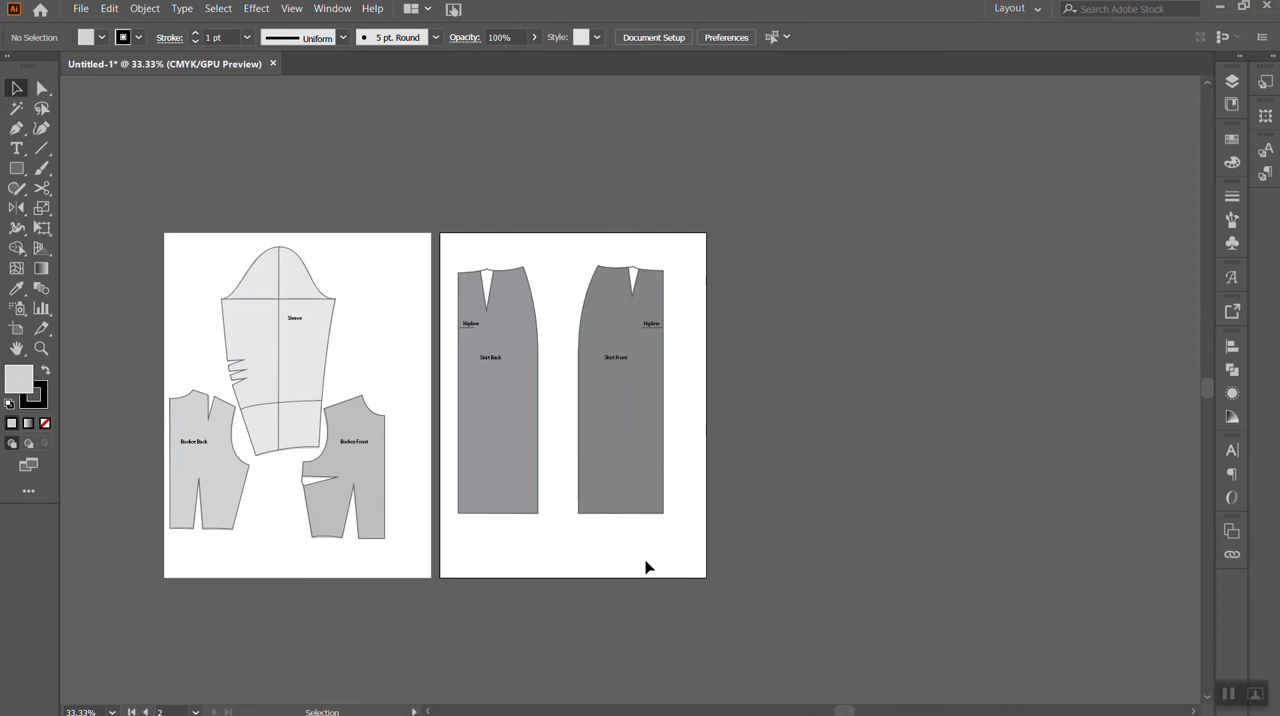 Ai File Edit Object Type Select Effect View Window Help Layout Search Adobe Stock
No Selection Stroke: 1 pt Uniform 5 pt. Round Opacity: 100% Style: Document Setup Preferences
Untitled-1* @ 33.33% (CMYK/GPU Preview)
Sleeve
Hipline
Hipline
Skirt Back
Skirt Front
Bodice Back
Bodice Front
33.33% 2 Selection